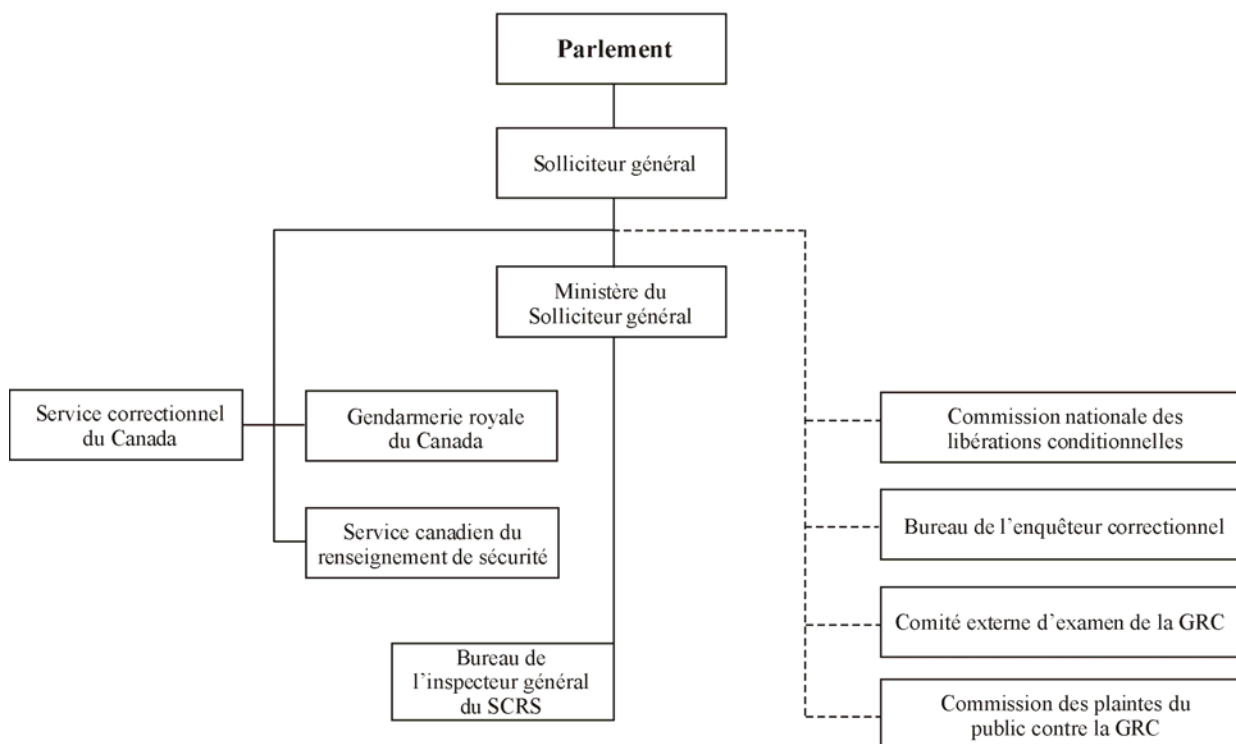 Parlement
Solliciteur général
Ministère du
Solliciteur général
Service correctionnel
du Canada
Gendarmerie royale
du Canada
Service canadien du
renseignement de sécurité
Bureau de
l’inspecteur général
du SCRS
Commission nationale des
libérations conditionnelles
Bureau de l’enquêteur correctionnel
Comité externe d’examen de la GRC
Commission des plaintes du
public contre la GRC